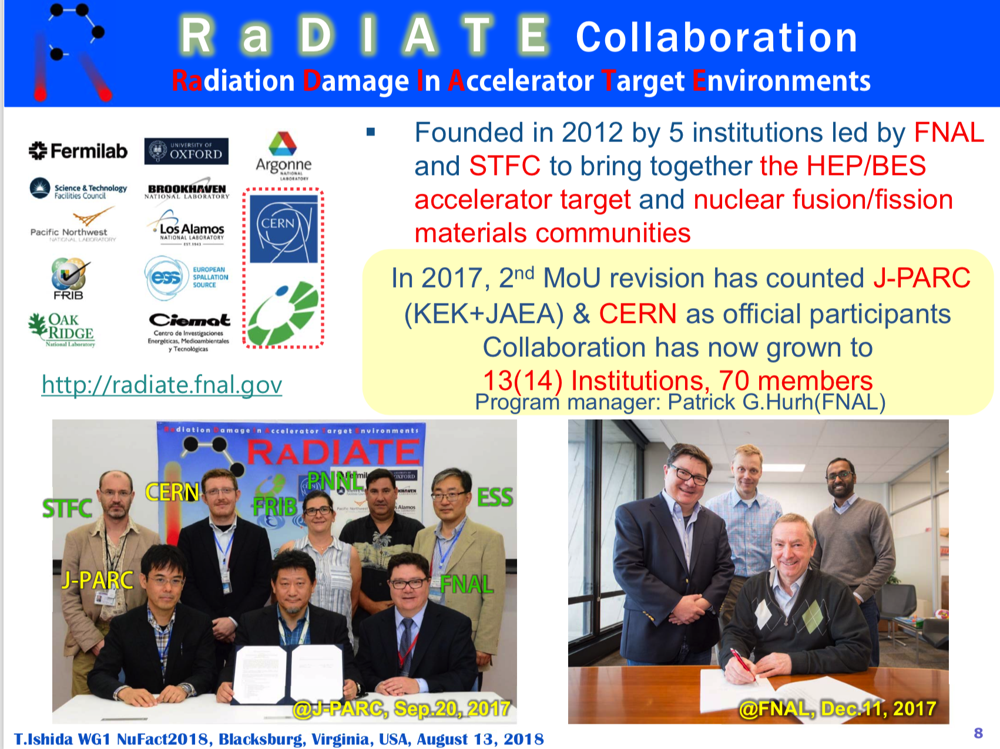 R a D I A T E Collaboration
Radiation Damage In Accelerator Target Environments
Fermilab
UNIVERSITY OF
OXFORD
Argonne
NATIONAL
LABORATORY
Science & Technology
Facilities Council
BROOKHAVEN
NATIONAL LABORATORY
CERN
Pacific Northwest
NATIONAL LABORATORY
Los Alamos
NATIONAL LABORATORY
EST. 1943
FRIB
ess
EUROPEAN
SPALLATION
SOURCE
OAK
RIDGE
National Laboratory
Ciemat
Centro de Investigaciones
Energéticas, Medioambientales
y Tecnológicas
http://radiate.fnal.gov
▪ Founded in 2012 by 5 institutions led by FNAL
and STFC to bring together the HEP/BES
accelerator target and nuclear fusion/fission
materials communities
In 2017, 2nd MoU revision has counted J-PARC
(KEK+JAEA) & CERN as official participants
Collaboration has now grown to
13(14) Institutions, 70 members
Program manager: Patrick G.Hurh(FNAL)
Radiation Damage In Accelerator Target Environments
RADIATE
STFC
CERN
FRIB
PNNL
ESS
J-PARC
FNAL
OXFORD
Pacific Northwest
s Alamos
@J-PARC, Sep.20, 2017
@FNAL, Dec.11, 2017
T.Ishida WG1 NuFact2018, Blacksburg, Virginia, USA, August 13, 2018
8